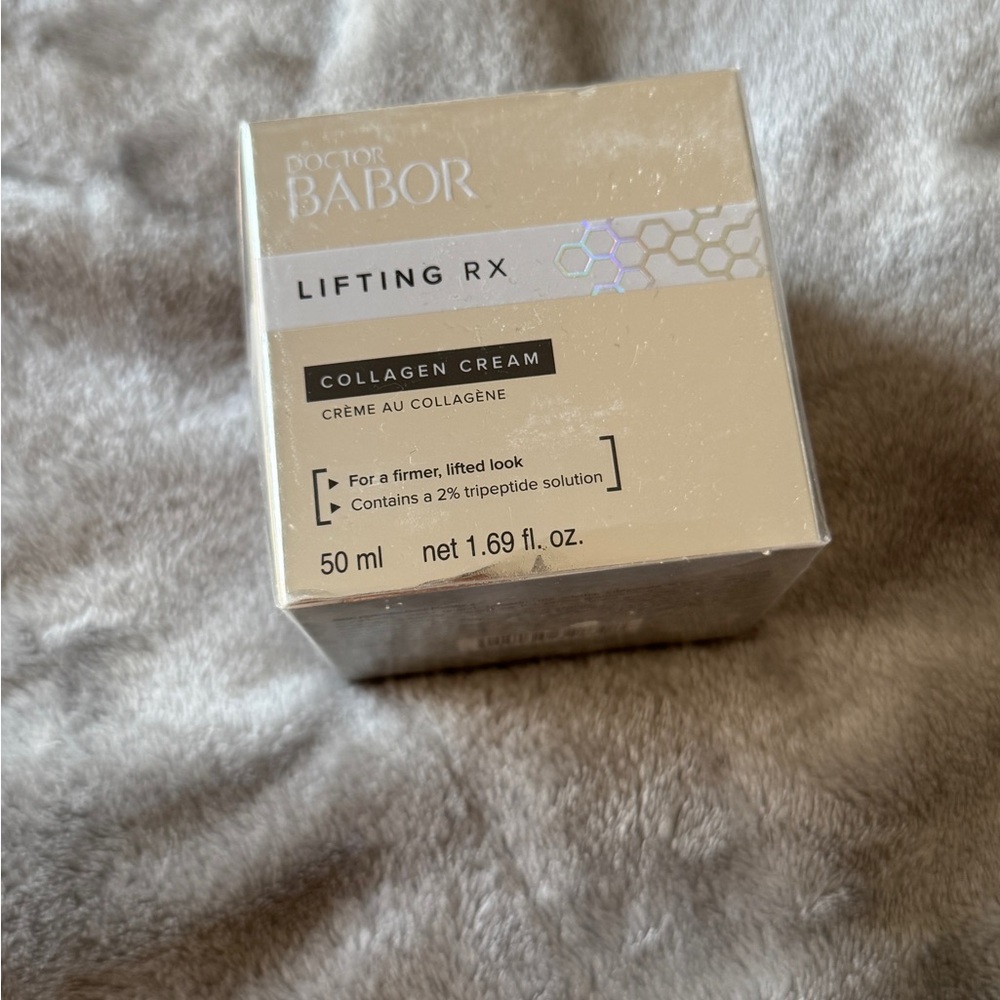 DOCTOR
BABOR
LIFTING RX
COLLAGEN CREAM
CRÈME AU COLLAGÈNE
For a firmer, lifted look
Contains a 2% tripeptide solution
50 ml net 1.69 fl. oz.